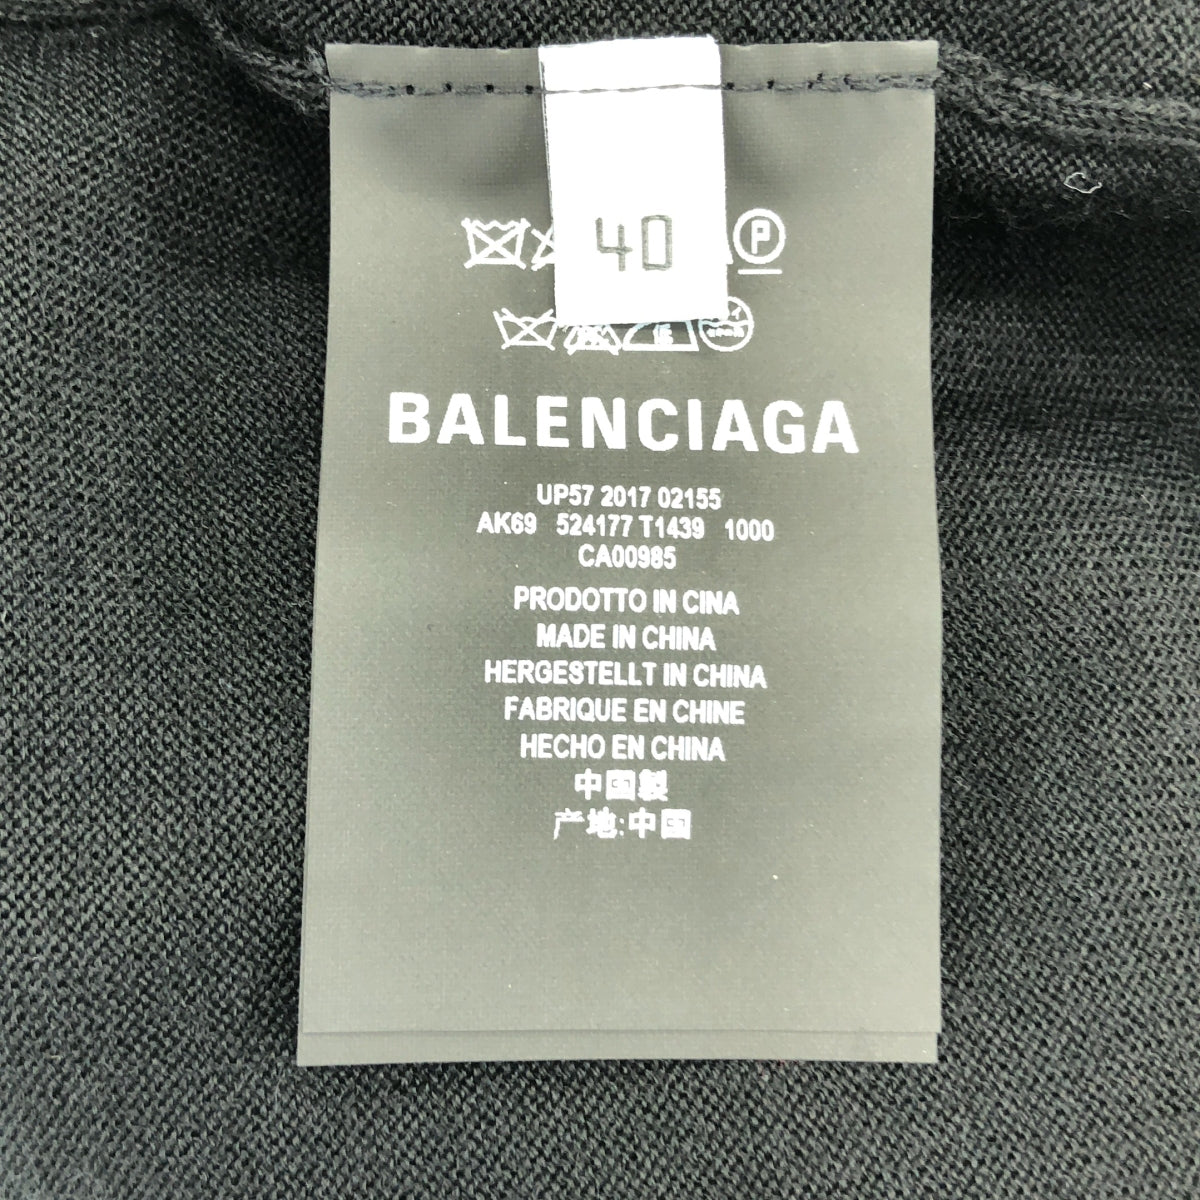 40
P
BALENCIAGA
UP57 2017 02155
AK69 524177 T1439 1000
CA00985
PRODOTTO IN CINA
MADE IN CHINA
HERGESTELLT IN CHINA
FABRIQUE EN CHINE
HECHO EN CHINA
中国製
产地:中国